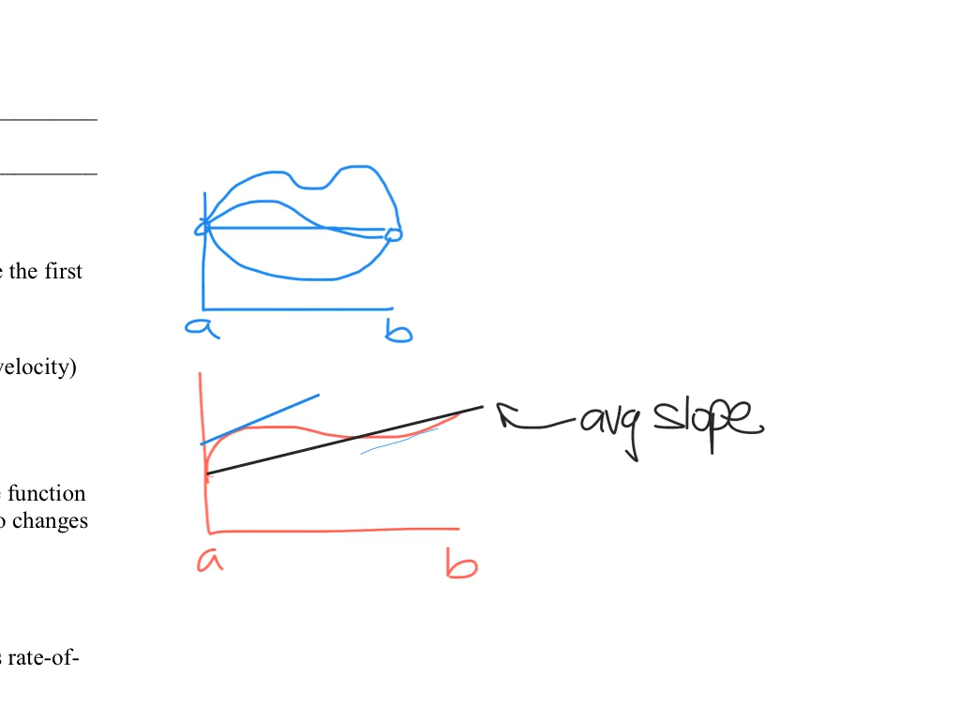 e the first
a b
velocity)
avg slope
e function
o changes
a b
s rate-of-